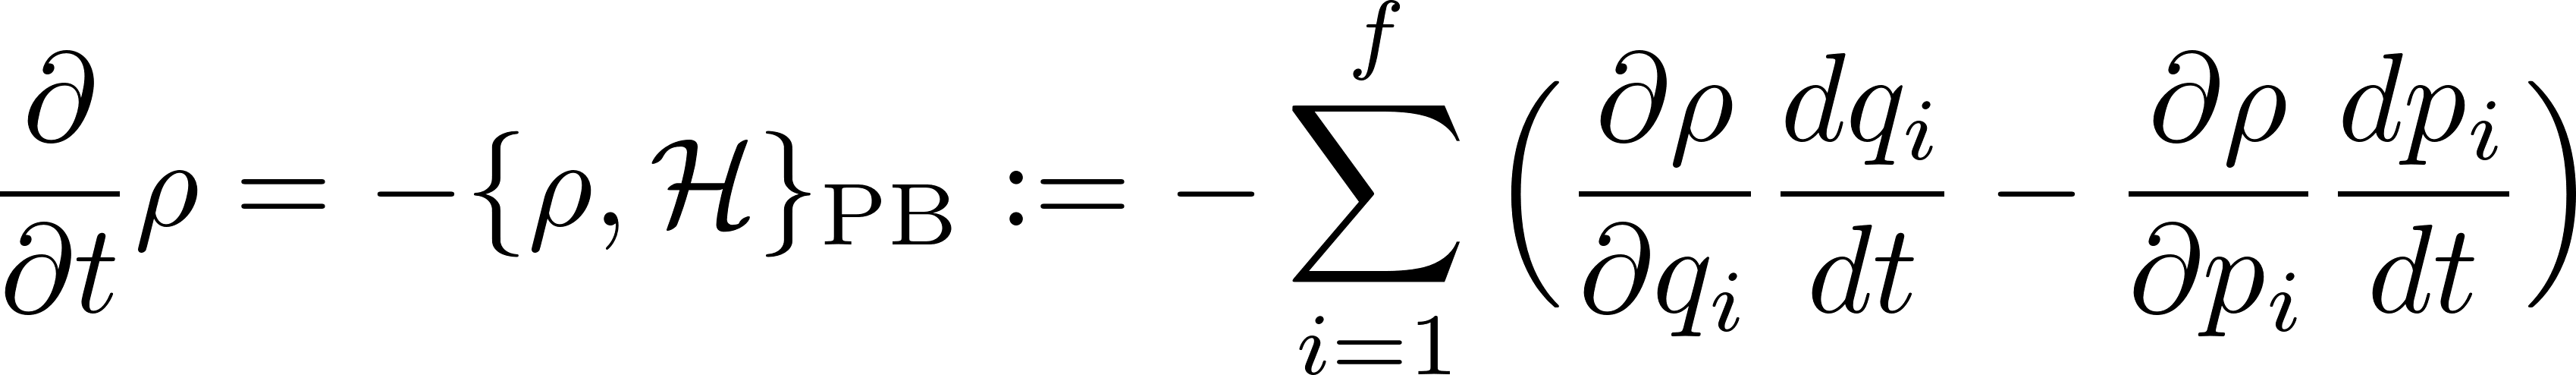 \frac{\partial}{\partial t}\rho = -\{\rho, \mathcal{H}\}_{\mathrm{PB}} := -\sum_{i=1}^{f} \left( \frac{\partial \rho}{\partial q_i} \frac{dq_i}{dt} - \frac{\partial \rho}{\partial p_i} \frac{dp_i}{dt} \right)